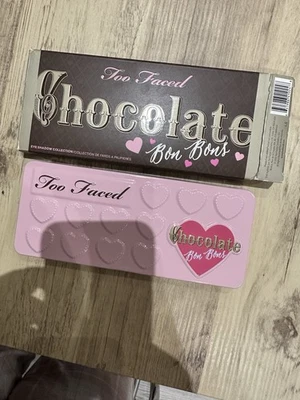 Too Faced
Chocolate
Bon Bons
EYE SHADOW COLLECTION
Too Faced
Chocolate
Bon Bons